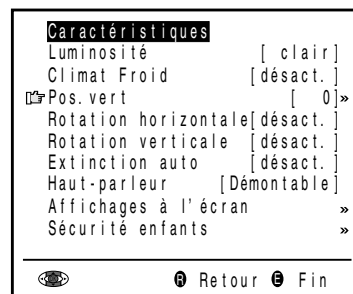 Caractéristiques
Luminosité [ clair]
Climat Froid [désact.]
Pos.vert [ 0]»
Rotation horizontale[désact.]
Rotation verticale [désact.]
Extinction auto [désact.]
Haut-parleur [Démontable]
Affichages à l'écran »
Sécurité enfants »
R Retour E Fin